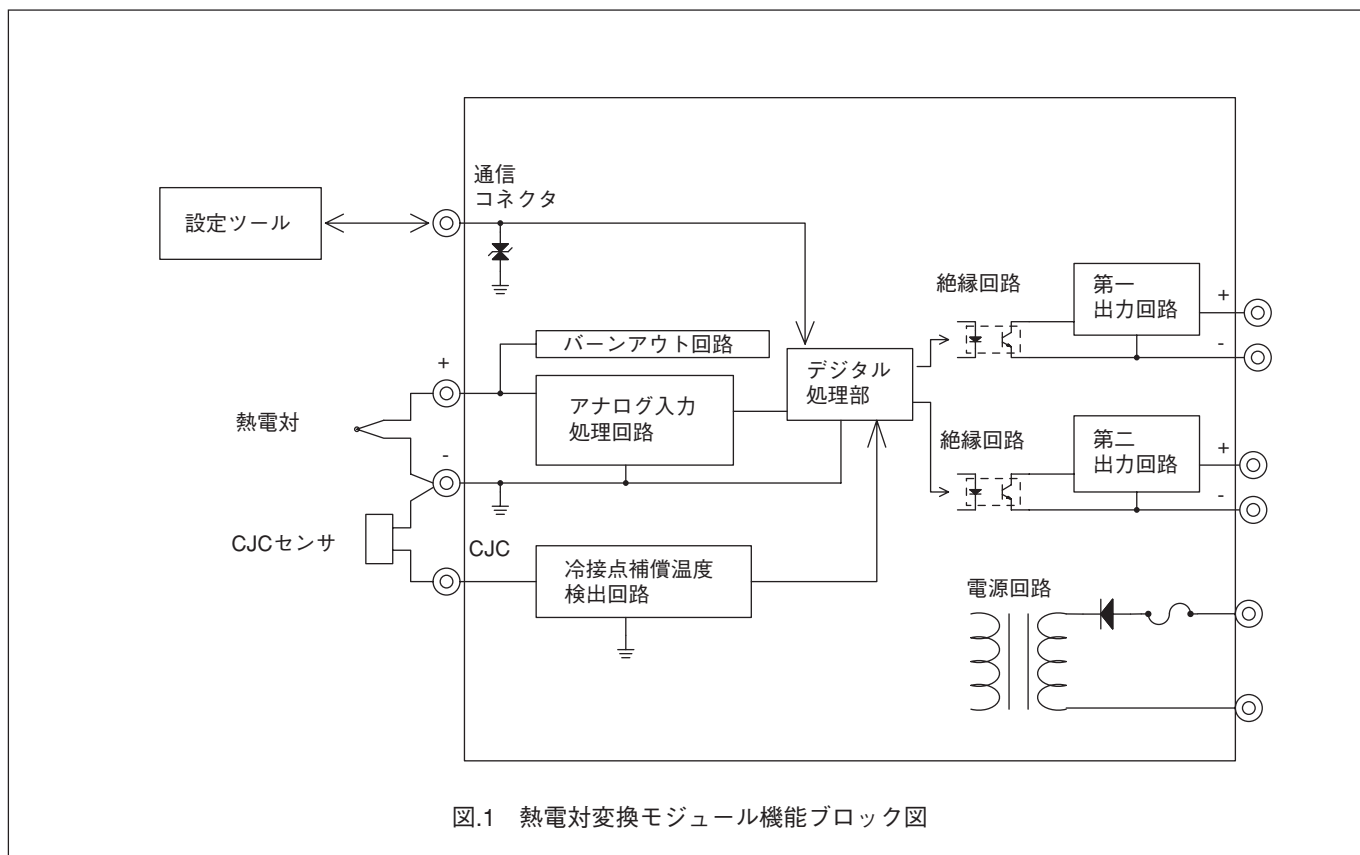 通信
コネクタ
設定ツール
絶縁回路
第一
出力回路
+
-
バーンアウト回路
デジタル
処理部
+
アナログ入力
処理回路
熱電対
-
絶縁回路
第二
出力回路
+
-
CJCセンサ
CJC
冷接点補償温度
検出回路
電源回路
図.1 熱電対変換モジュール機能ブロック図